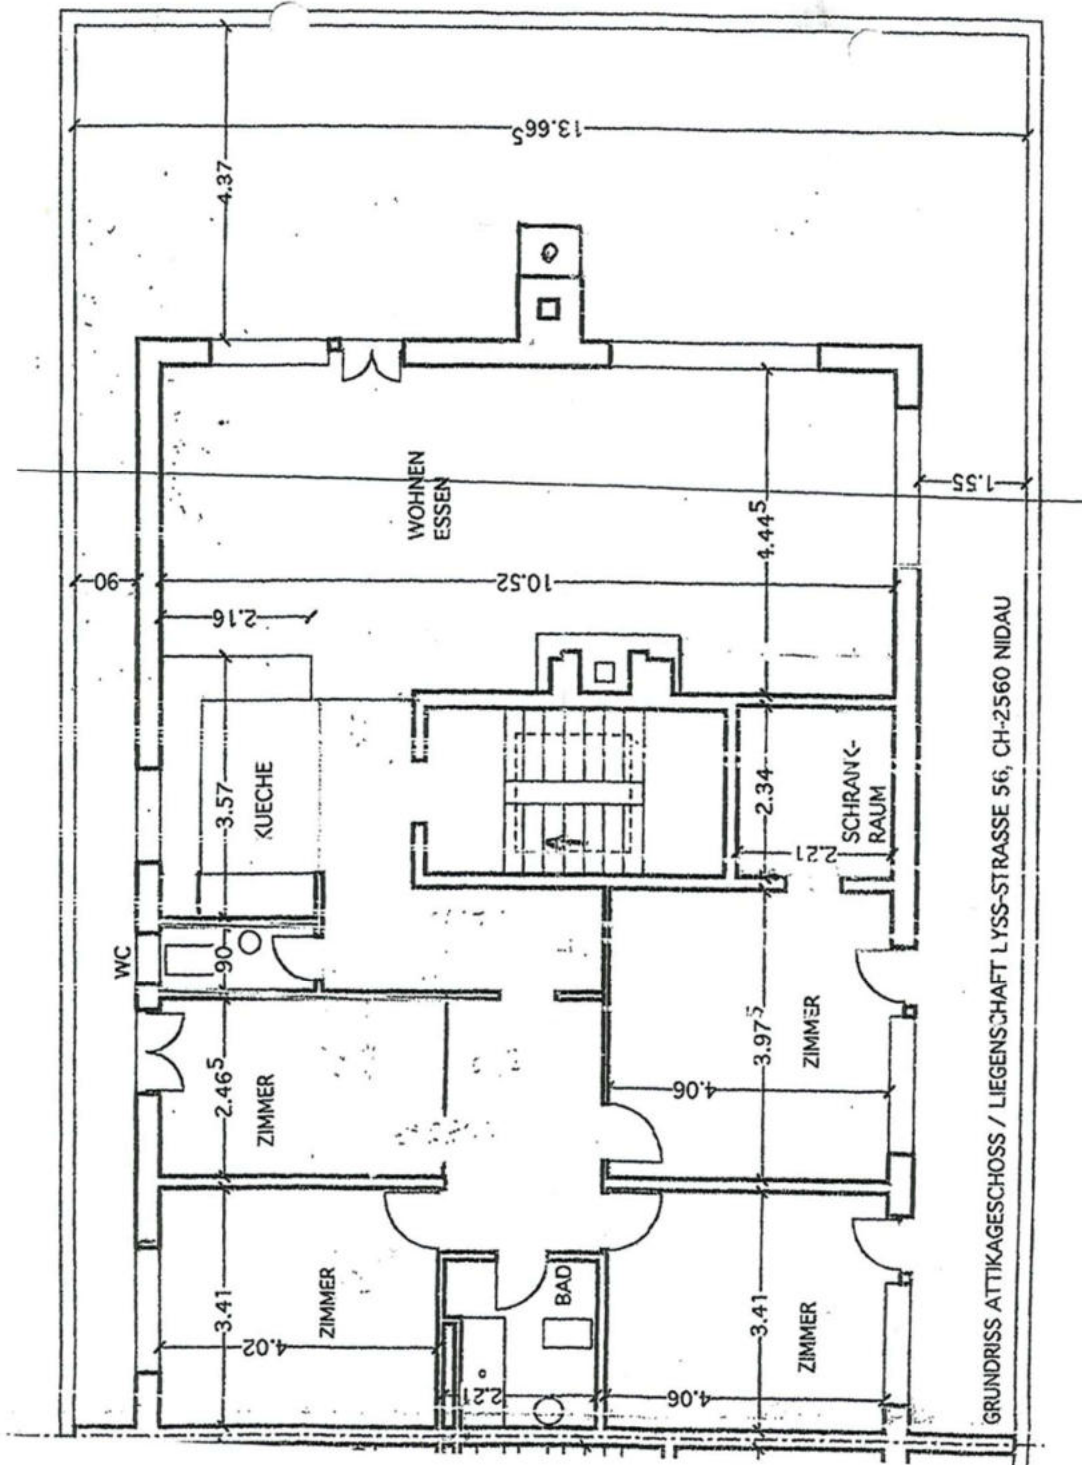 13.66⁵
4.37
WOHNEN
ESSEN
1.55
90
10.52
4.44⁵
2.16
KUECHE
3.57
2.34
SCHRANK-
RAUM
2.21
WC
90
ZIMMER
2.46⁵
3.97⁵
ZIMMER
4.06
3.41
ZIMMER
4.02
BAD
2.21
3.41
ZIMMER
4.06
GRUNDRISS ATTIKAGESCHOSS / LIEGENSCHAFT LYSS-STRASSE 56, CH-2560 NIDAU